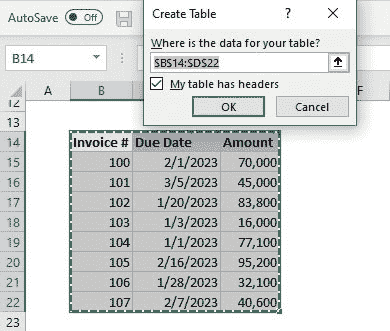 AutoSave Off
Create Table ? ×
Where is the data for your table?
$B$14:$D$22
My table has headers
OK Cancel
B14
A B F
12
13
14 Invoice # Due Date Amount
15 100 2/1/2023 70,000
16 101 3/5/2023 45,000
17 102 1/20/2023 83,800
18 103 1/3/2023 16,000
19 104 1/1/2023 77,100
20 105 2/16/2023 95,200
21 106 1/28/2023 32,100
22 107 2/7/2023 40,600
23